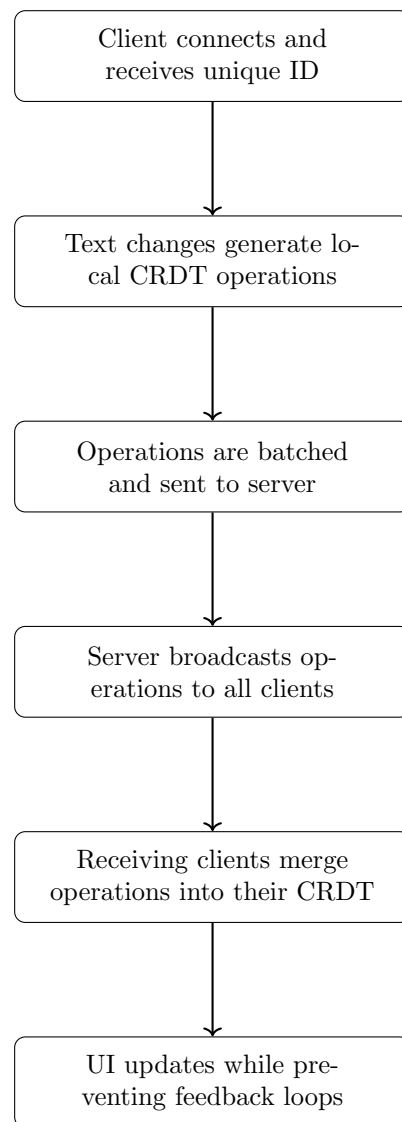 Client connects and
receives unique ID
Text changes generate lo-
cal CRDT operations
Operations are batched
and sent to server
Server broadcasts op-
erations to all clients
Receiving clients merge
operations into their CRDT
UI updates while pre-
venting feedback loops